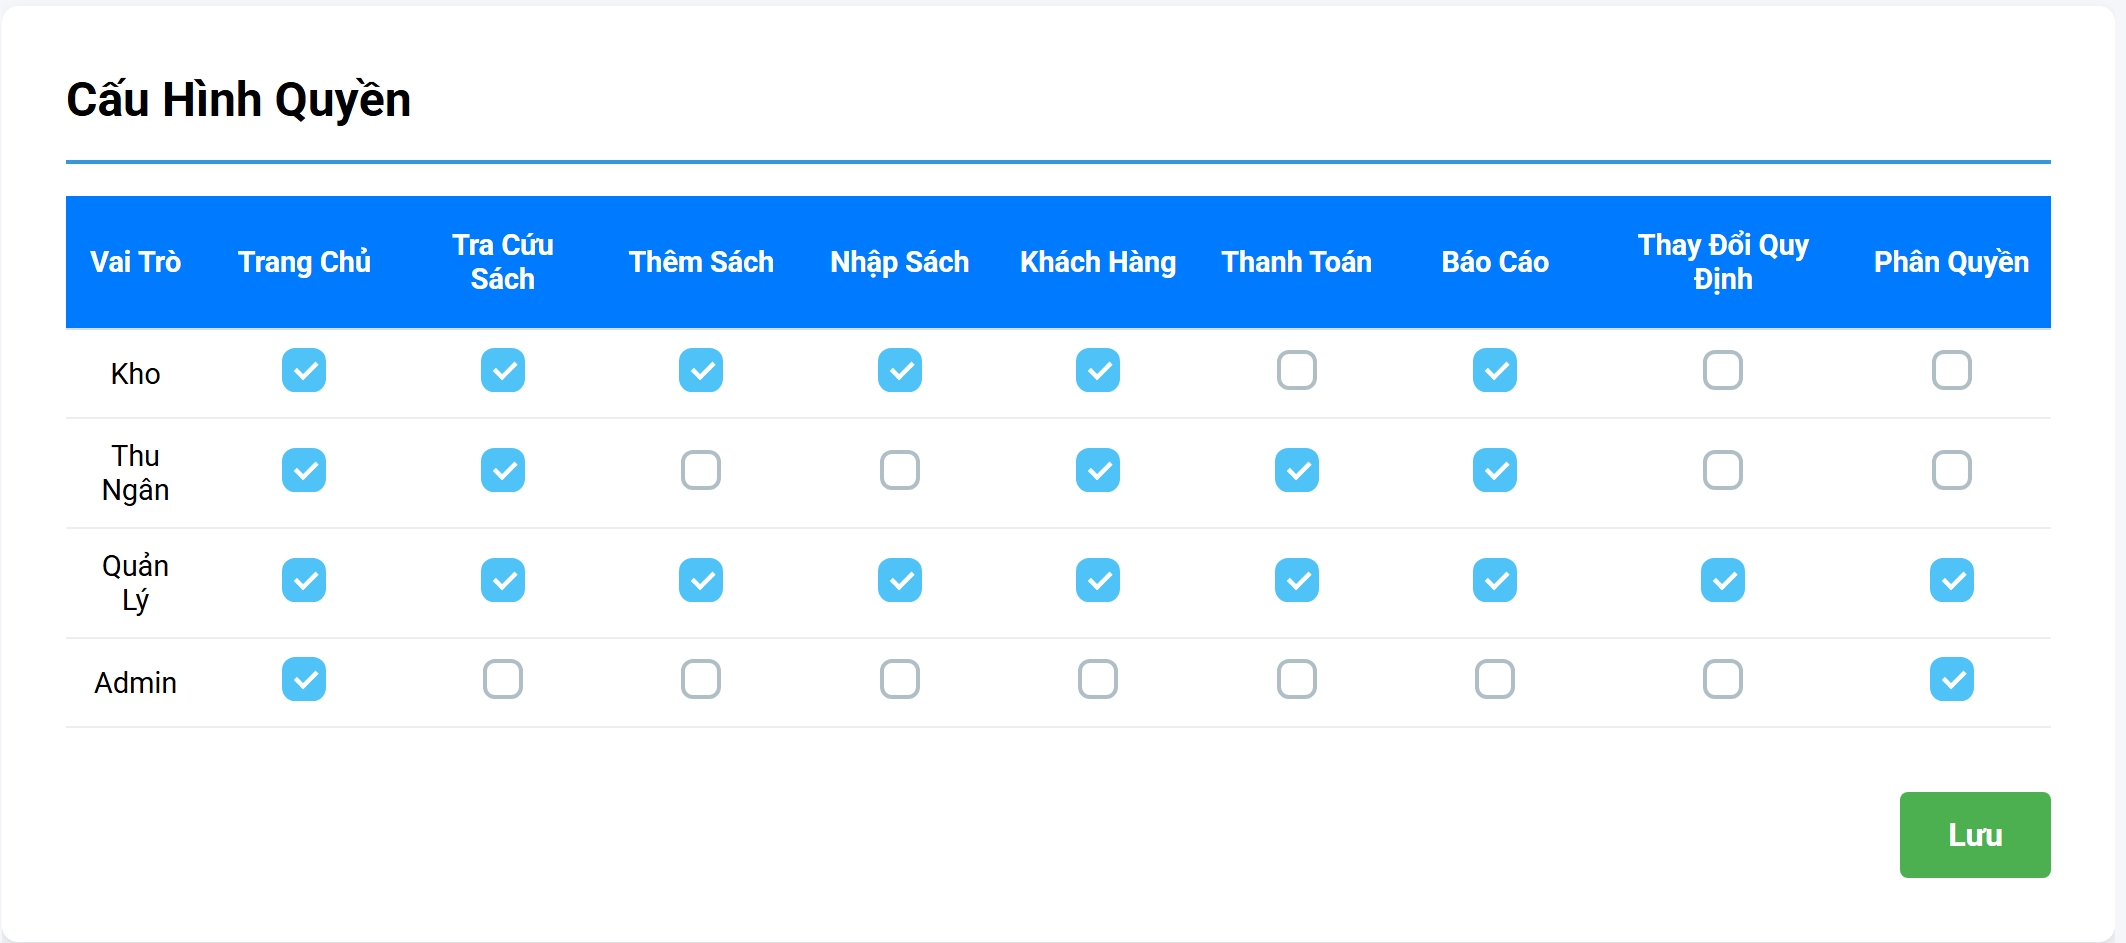 Cấu Hình Quyền
Vai Trò
Trang Chủ
Tra Cứu
Sách
Thêm Sách
Nhập Sách
Khách Hàng
Thanh Toán
Báo Cáo
Thay Đổi Quy
Định
Phân Quyền
Kho
Thu
Ngân
Quản
Lý
Admin
Lưu